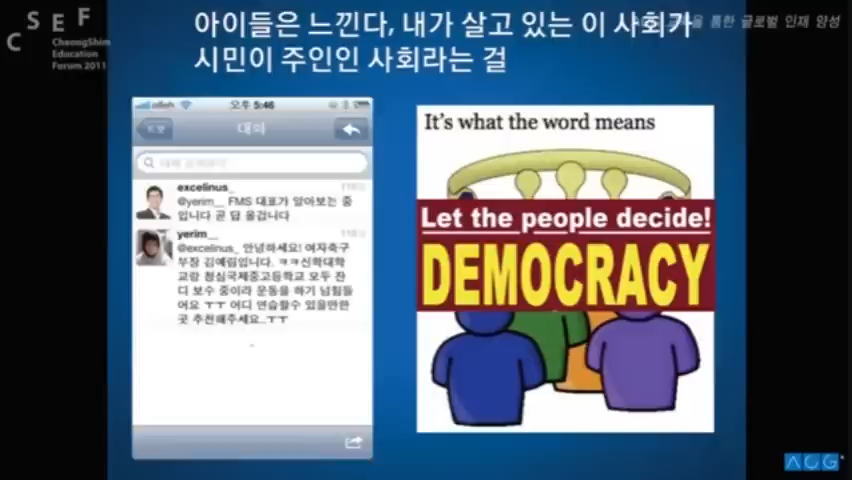 아이들은 느낀다, 내가 살고 있는 이 사회가
시민이 주인인 사회라는 걸
통한 글로벌 인재 양성
C S E F
CheongShim
Education
Forum 2011
olleh
오후 5:46
대화
excelinus_
@yerim__ FMS 대표가 알아보는 중
입니다 곧 답 올겁니다
yerim__
@excelinus_ 안녕하세요! 여자축구
부장 김예림입니다. ㅋㅋ신학대학
교랑 청심국제중고등학교 모두 잔
디 보수 중이라 운동을 하기 넘힘들
어요 ㅜㅜ 어디 연습할수 있을만한
곳 추천해주세요..ㅜㅜ
It's what the word means
Let the people decide!
DEMOCRACY
ACG